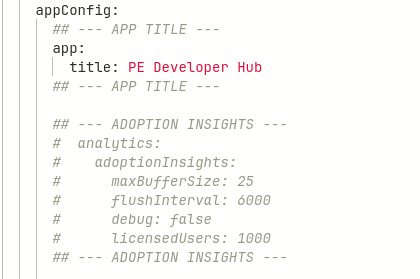 appConfig:
  ## --- APP TITLE ---
  app:
    title: PE Developer Hub
  ## --- APP TITLE ---

  ## --- ADOPTION INSIGHTS ---
  #  analytics:
  #    adoptionInsights:
  #      maxBufferSize: 25
  #      flushInterval: 6000
  #      debug: false
  #      licensedUsers: 1000
  ## --- ADOPTION INSIGHTS ---